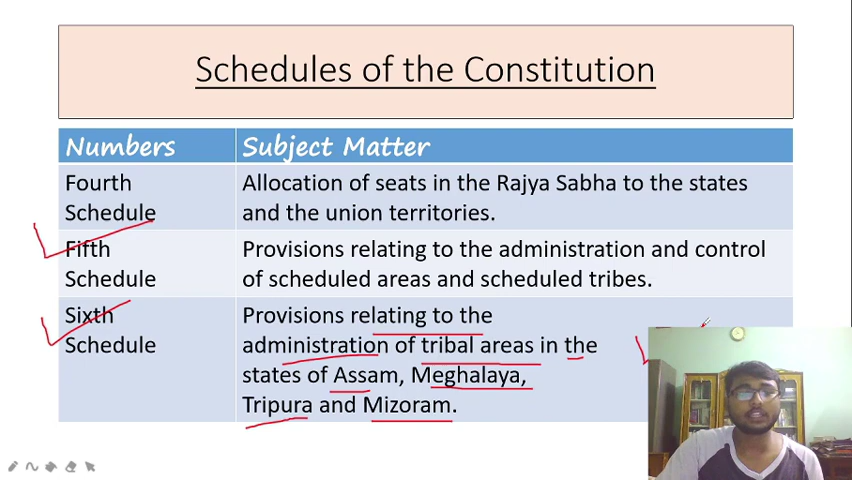 Schedules of the Constitution
Numbers
Subject Matter
Fourth
Schedule
Allocation of seats in the Rajya Sabha to the states
and the union territories.
Fifth
Schedule
Provisions relating to the administration and control
of scheduled areas and scheduled tribes.
Sixth
Schedule
Provisions relating to the
administration of tribal areas in the
states of Assam, Meghalaya,
Tripura and Mizoram.